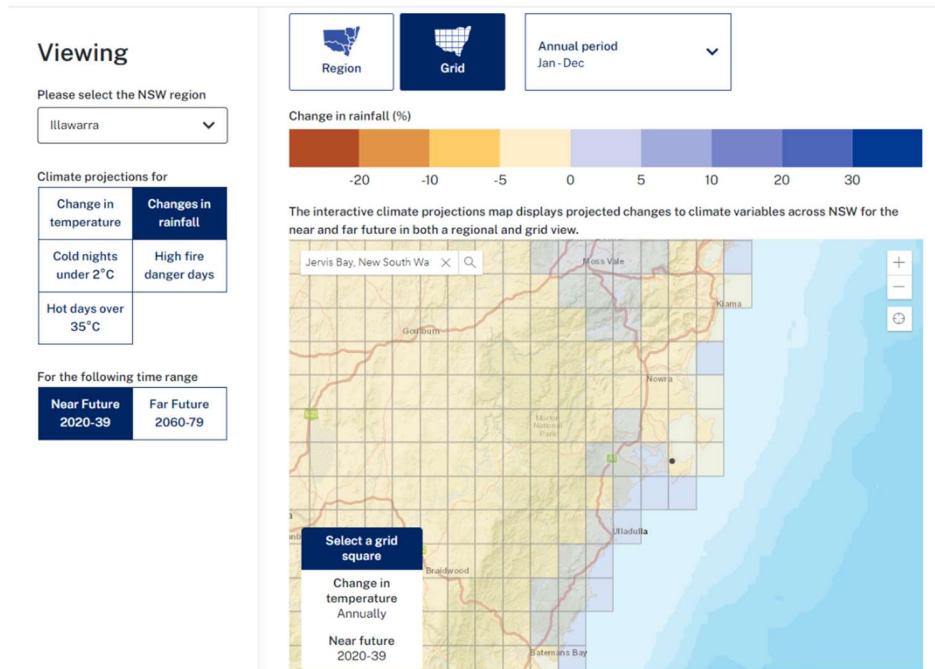 Viewing
Please select the NSW region
Illawarra
Climate projections for
Change in
temperature
Changes in
rainfall
Cold nights
under 2°C
High fire
danger days
Hot days over
35°C
For the following time range
Near Future
2020-39
Far Future
2060-79
Region
Grid
Annual period
Jan - Dec
Change in rainfall (%)
-20 -10 -5 0 5 10 20 30
The interactive climate projections map displays projected changes to climate variables across NSW for the
near and far future in both a regional and grid view.
Jervis Bay, New South Wa
Moss Vale
Kiama
Goulburn
Nowra
Morton
National
Park
A1
Ulladulla
Braidwood
Batemans Bay
Select a grid
square
Change in
temperature
Annually
Near future
2020-39